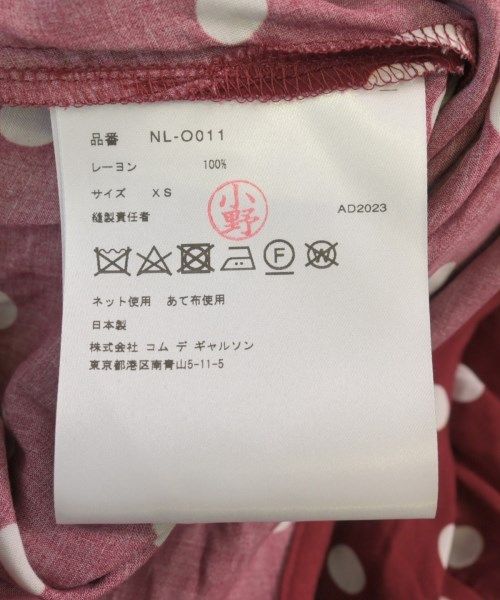 品番 NL-O011
レーヨン 100%
サイズ XS
縫製責任者 小野 AD2023
F W
ネット使用 あて布使用
日本製
株式会社 コム デ ギャルソン
東京都港区南青山5-11-5